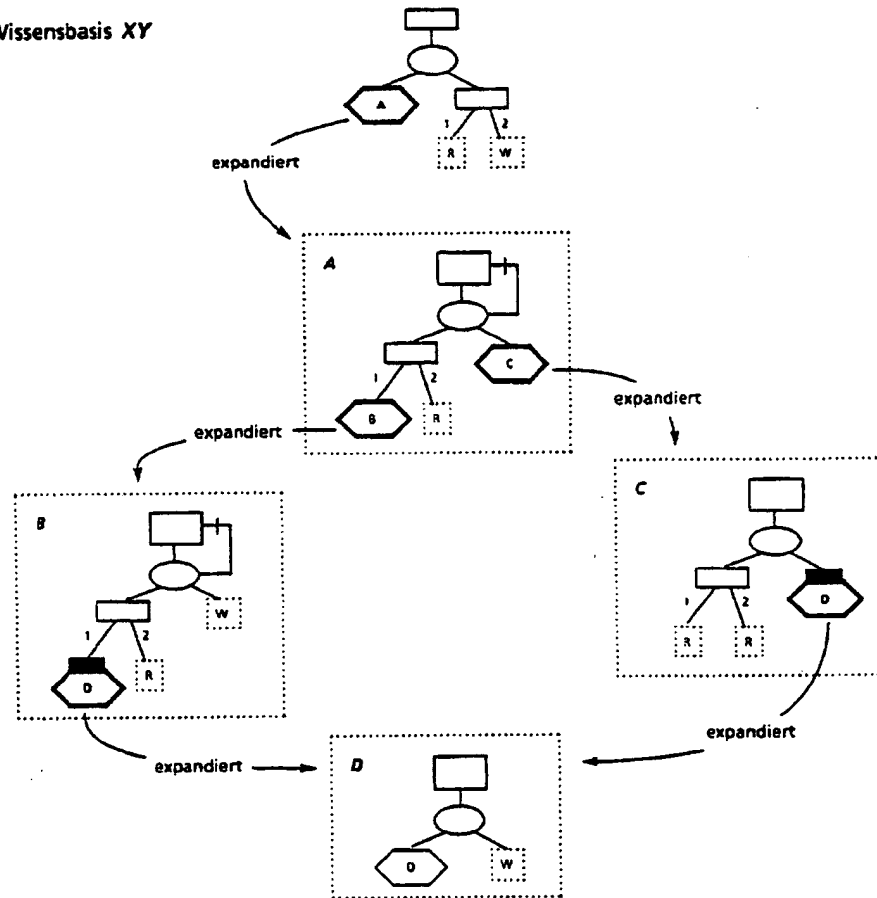 Wissensbasis XY
A
1 2
R W
expandiert
A
C
1 2
B R
expandiert
expandiert
B
W
1 2
D R
C
D
1 2
R R
expandiert
expandiert
D
D W